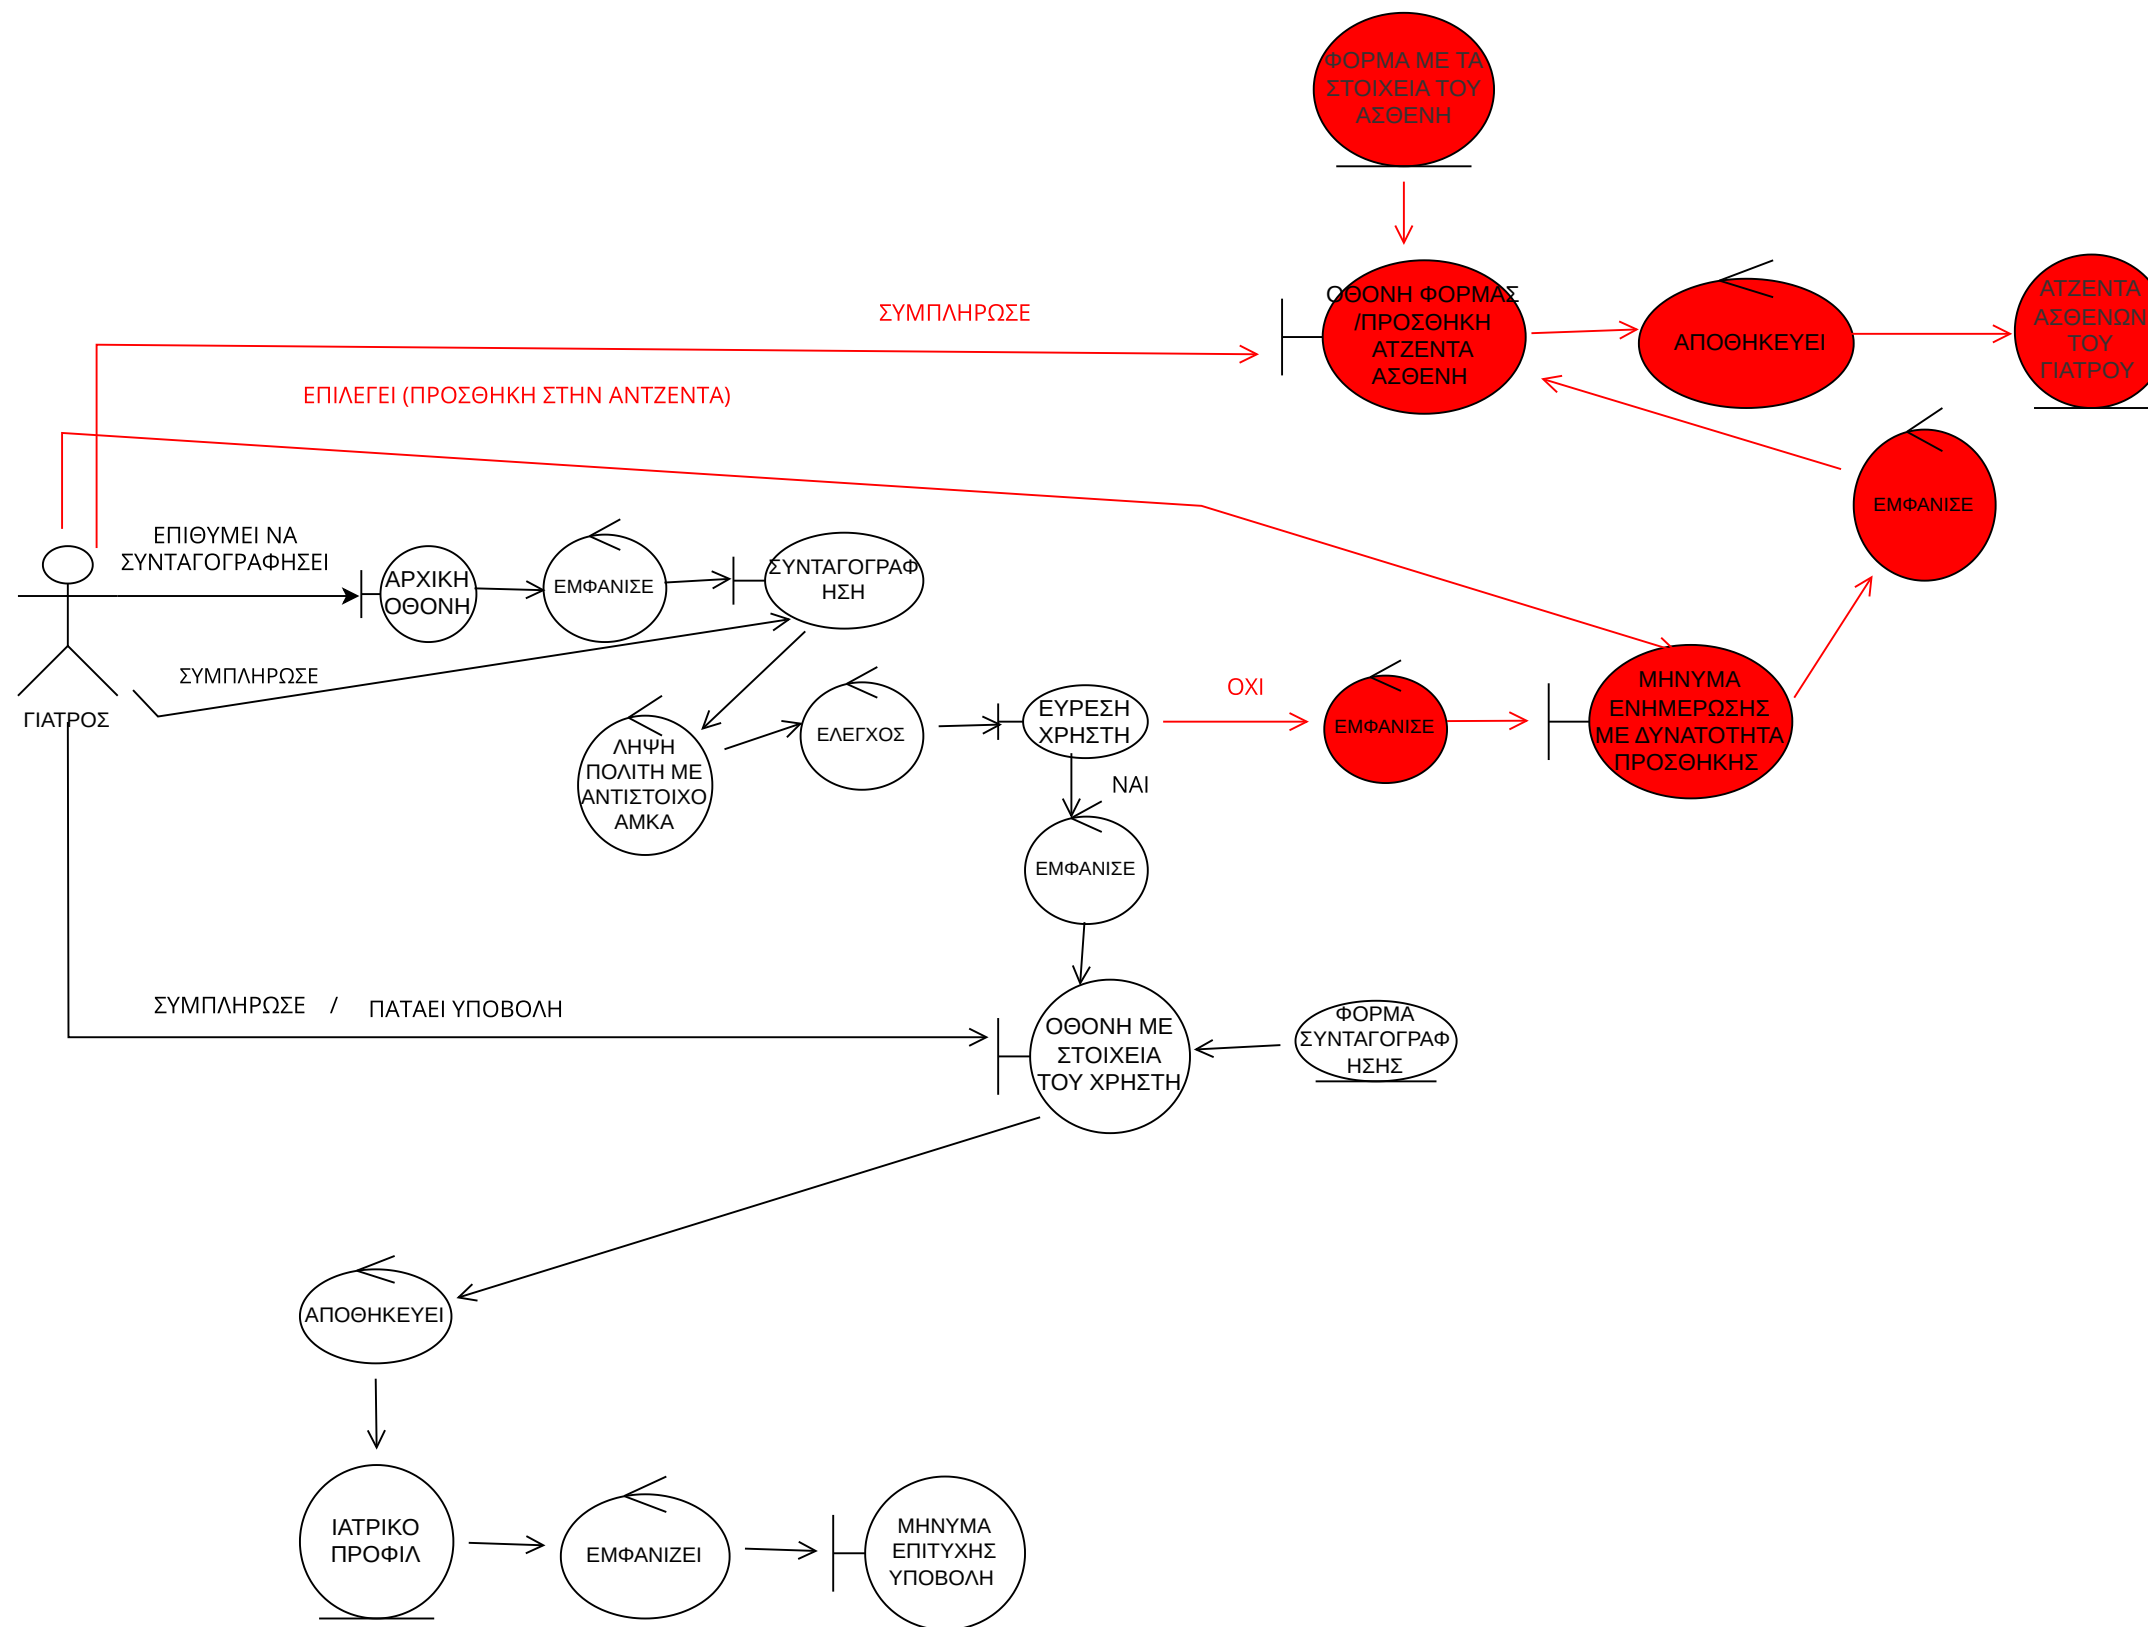 ΦΟΡΜΑ ΜΕ ΤΑ
ΣΤΟΙΧΕΙΑ ΤΟΥ
ΑΣΘΕΝΗ
ΣΥΜΠΛΗΡΩΣΕ
ΟΘΟΝΗ ΦΟΡΜΑΣ
/ΠΡΟΣΘΗΚΗ
ΑΤΖΕΝΤΑ
ΑΣΘΕΝΗ
ΑΠΟΘΗΚΕΥΕΙ
ΑΤΖΕΝΤΑ
ΑΣΘΕΝΩΝ
ΤΟΥ
ΓΙΑΤΡΟΥ
ΕΠΙΛΕΓΕΙ (ΠΡΟΣΘΗΚΗ ΣΤΗΝ ΑΝΤΖΕΝΤΑ)
ΕΜΦΑΝΙΣΕ
ΕΠΙΘΥΜΕΙ ΝΑ
ΣΥΝΤΑΓΟΓΡΑΦΗΣΕΙ
ΑΡΧΙΚΗ
ΟΘΟΝΗ
ΕΜΦΑΝΙΣΕ
ΣΥΝΤΑΓΟΓΡΑΦ
ΗΣΗ
ΣΥΜΠΛΗΡΩΣΕ
ΓΙΑΤΡΟΣ
ΛΗΨΗ
ΠΟΛΙΤΗ ΜΕ
ΑΝΤΙΣΤΟΙΧΟ
ΑΜΚΑ
ΕΛΕΓΧΟΣ
ΕΥΡΕΣΗ
ΧΡΗΣΤΗ
ΟΧΙ
ΕΜΦΑΝΙΣΕ
ΜΗΝΥΜΑ
ΕΝΗΜΕΡΩΣΗΣ
ΜΕ ΔΥΝΑΤΟΤΗΤΑ
ΠΡΟΣΘΗΚΗΣ
ΝΑΙ
ΕΜΦΑΝΙΣΕ
ΣΥΜΠΛΗΡΩΣΕ / ΠΑΤΑΕΙ ΥΠΟΒΟΛΗ
ΟΘΟΝΗ ΜΕ
ΣΤΟΙΧΕΙΑ
ΤΟΥ ΧΡΗΣΤΗ
ΦΟΡΜΑ
ΣΥΝΤΑΓΟΓΡΑΦ
ΗΣΗΣ
ΑΠΟΘΗΚΕΥΕΙ
ΙΑΤΡΙΚΟ
ΠΡΟΦΙΛ
ΕΜΦΑΝΙΖΕΙ
ΜΗΝΥΜΑ
ΕΠΙΤΥΧΗΣ
ΥΠΟΒΟΛΗ